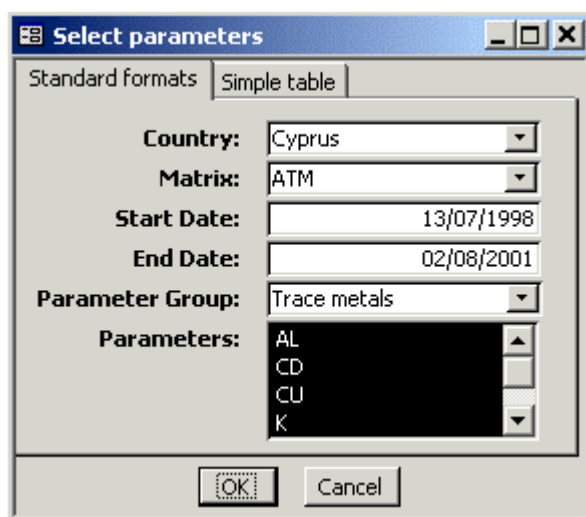 Select parameters
Standard formats Simple table
Country: Cyprus
Matrix: ATM
Start Date: 13/07/1998
End Date: 02/08/2001
Parameter Group: Trace metals
Parameters: AL
CD
CU
K
OK Cancel